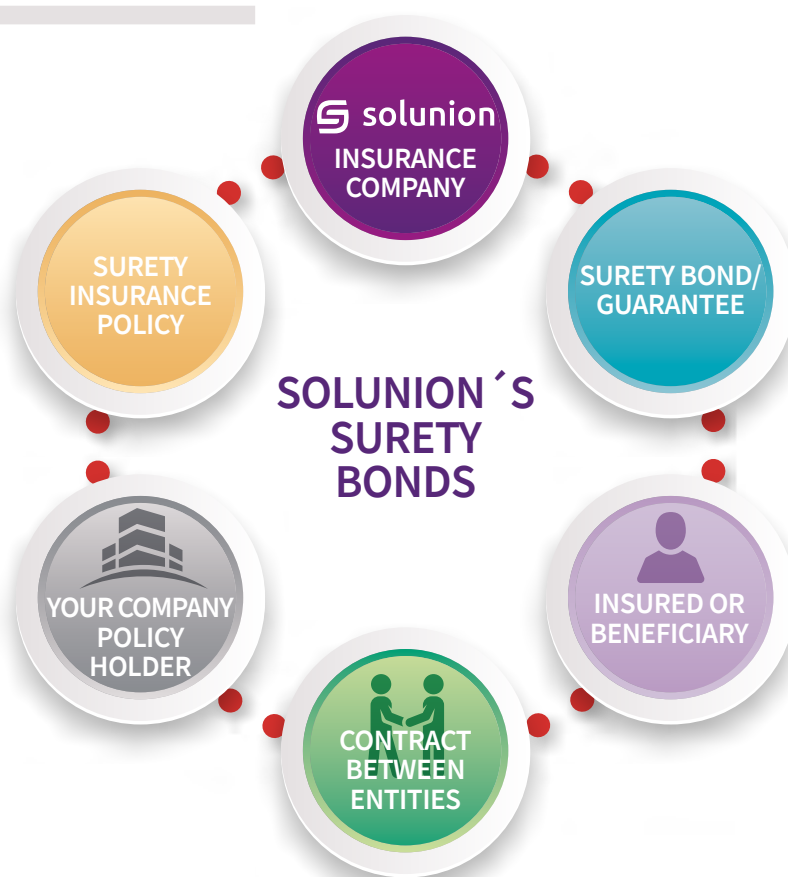 solunion
INSURANCE
COMPANY
SURETY
INSURANCE
POLICY
SURETY BOND/
GUARANTEE
SOLUNION´S
SURETY
BONDS
YOUR COMPANY
POLICY
HOLDER
INSURED OR
BENEFICIARY
CONTRACT
BETWEEN
ENTITIES